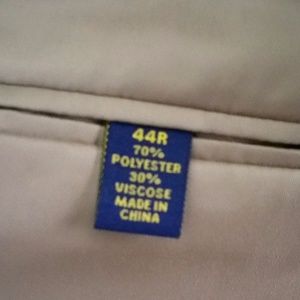 44R
70%
POLYESTER
30%
VISCOSE
MADE IN
CHINA